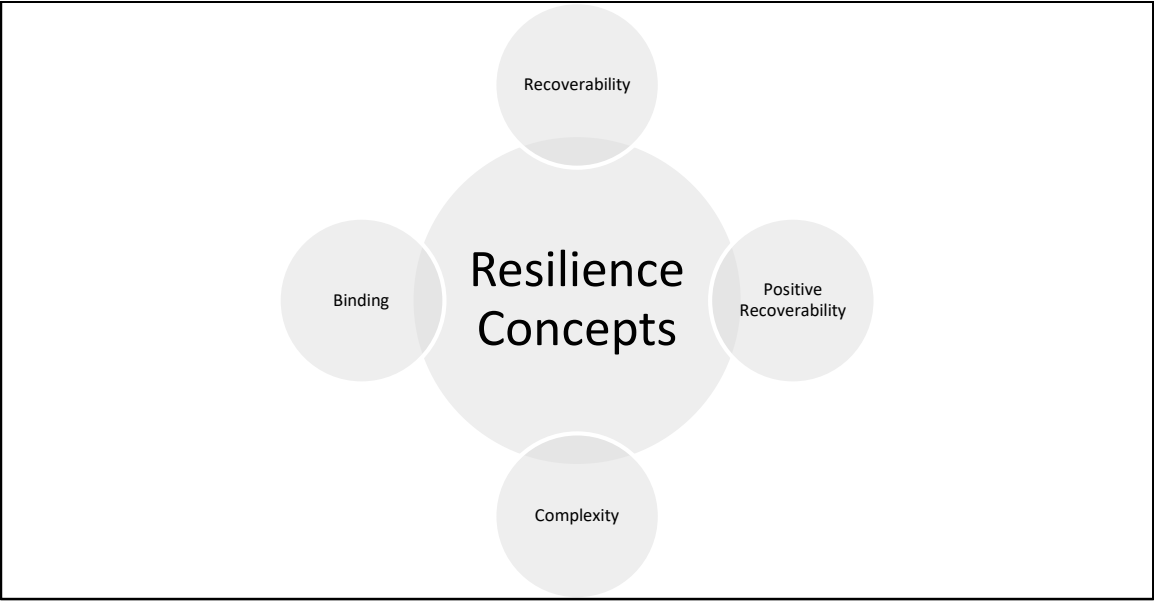 Recoverability
Resilience
Concepts
Binding
Positive
Recoverability
Complexity